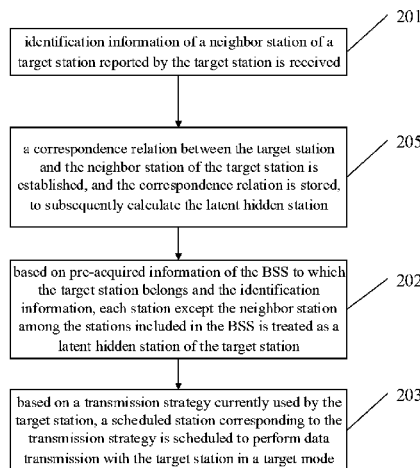 201
identification information of a neighbor station of a
target station reported by the target station is received
205
a correspondence relation between the target station
and the neighbor station of the target station is
established, and the correspondence relation is stored,
to subsequently calculate the latent hidden station
202
based on pre-acquired information of the BSS to which
the target station belongs and the identification
information, each station except the neighbor station
among the stations included in the BSS is treated as a
latent hidden station of the target station
203
based on a transmission strategy currently used by the
target station, a scheduled station corresponding to the
transmission strategy is scheduled to perform data
transmission with the target station in a target mode